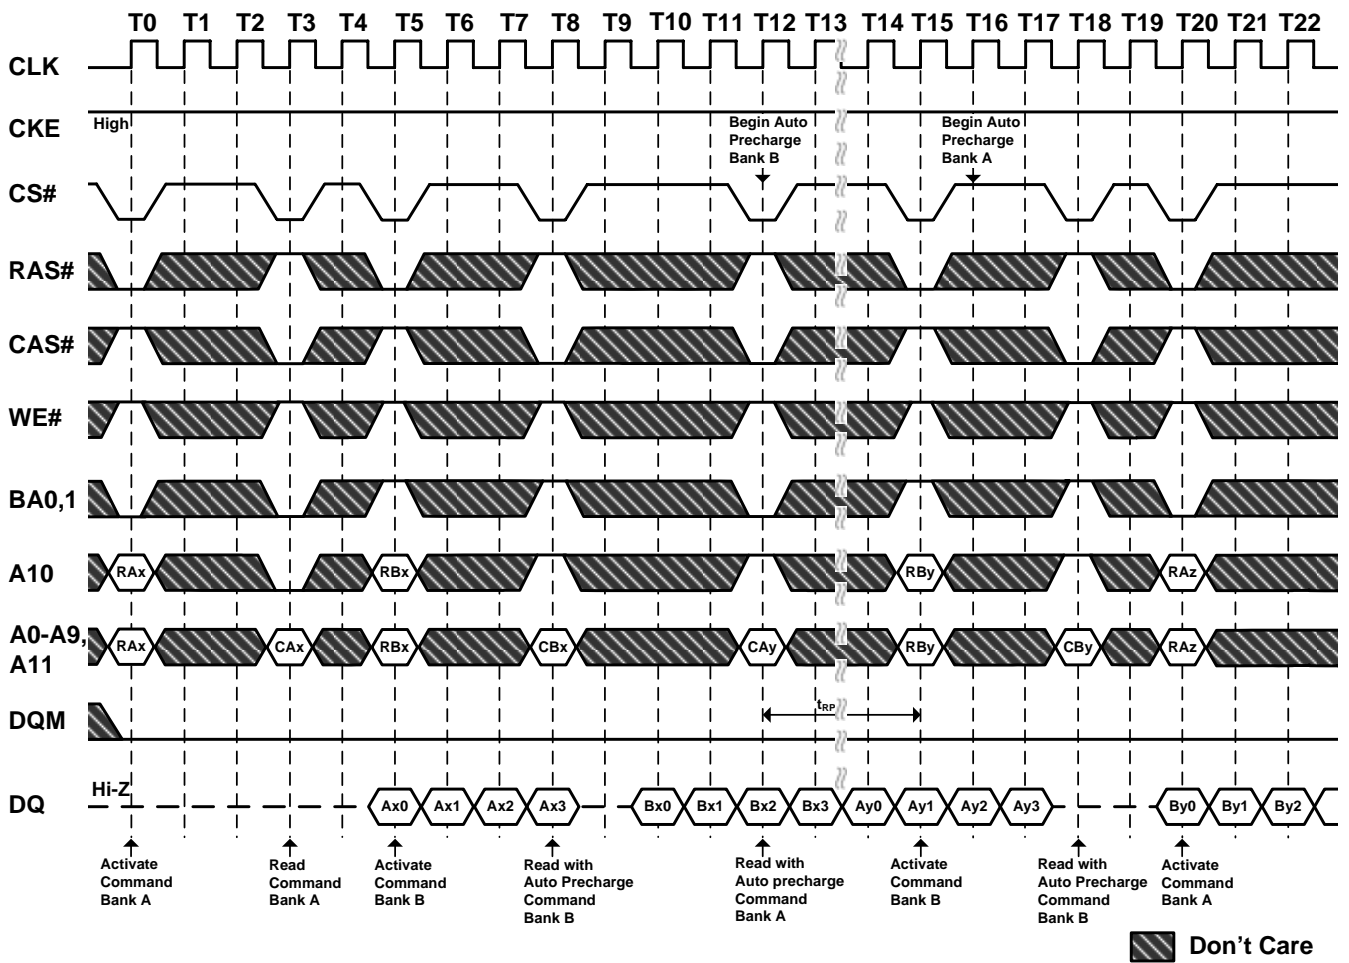 T0 T1 T2 T3 T4 T5 T6 T7 T8 T9 T10 T11 T12 T13 T14 T15 T16 T17 T18 T19 T20 T21 T22
CLK
CKE
High
Begin Auto
Precharge
Bank B
Begin Auto
Precharge
Bank A
CS#
RAS#
CAS#
WE#
BA0,1
A10
RAx RBx RBy RAz
A0-A9,
A11
RAx CAx RBx CBx CAy RBy CBy RAz
DQM
tRP
DQ
Hi-Z
Ax0 Ax1 Ax2 Ax3 Bx0 Bx1 Bx2 Bx3 Ay0 Ay1 Ay2 Ay3 By0 By1 By2
Activate
Command
Bank A
Read
Command
Bank A
Activate
Command
Bank B
Read with
Auto Precharge
Command
Bank B
Read with
Auto precharge
Command
Bank A
Activate
Command
Bank B
Read with
Auto Precharge
Command
Bank B
Activate
Command
Bank A
Don't Care